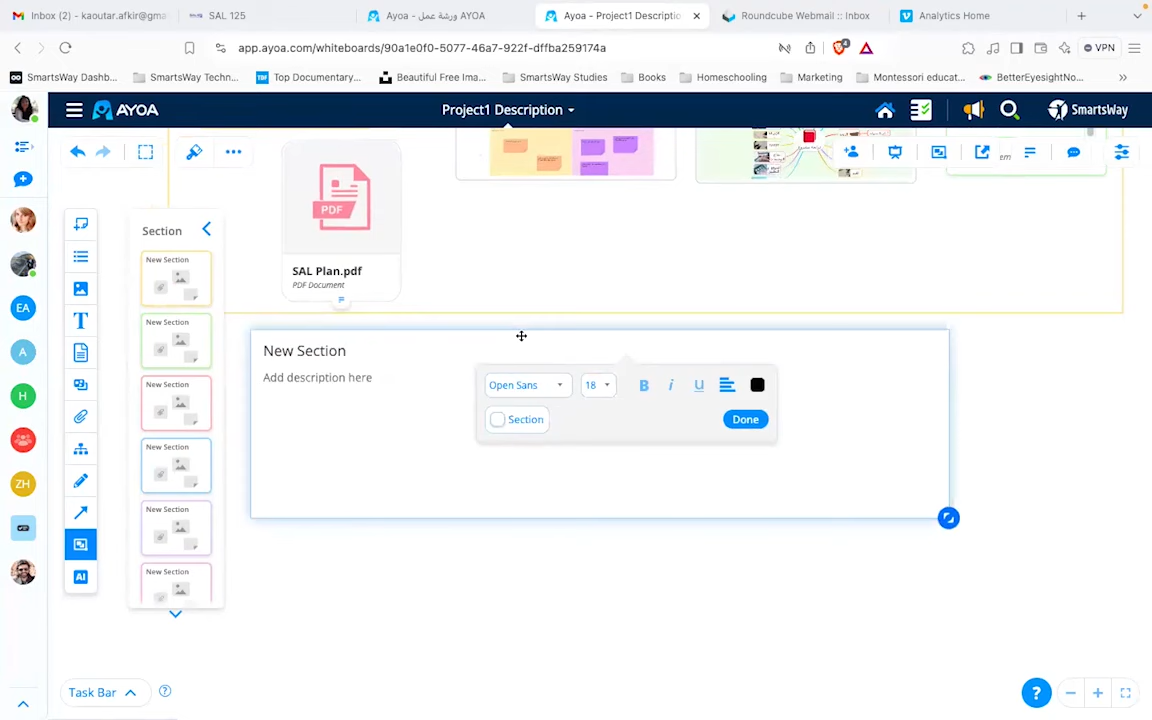 Inbox (2) - kaoutar.afkir@gma
SAL 125
Ayoa - ورشة عمل AYOA
Ayoa - Project1 Descriptio
Roundcube Webmail :: Inbox
Analytics Home
app.ayoa.com/whiteboards/90a1e0f0-5077-46a7-922f-dffba259174a
4
VPN
SmartsWay Dashb...
SmartsWay Techn...
TDF
Top Documentary...
Beautiful Free Ima...
SmartsWay Studies
Books
Homeschooling
Marketing
Montessori educat...
BetterEyesightNo...
AYOA
Project1 Description
SmartsWay
em
PDF
SAL Plan.pdf
PDF Document
EA
A
H
ZH
T
AI
Section
New Section
New Section
New Section
New Section
New Section
New Section
New Section
Add description here
Open Sans
18
B i U
Section
Done
Task Bar
?
?